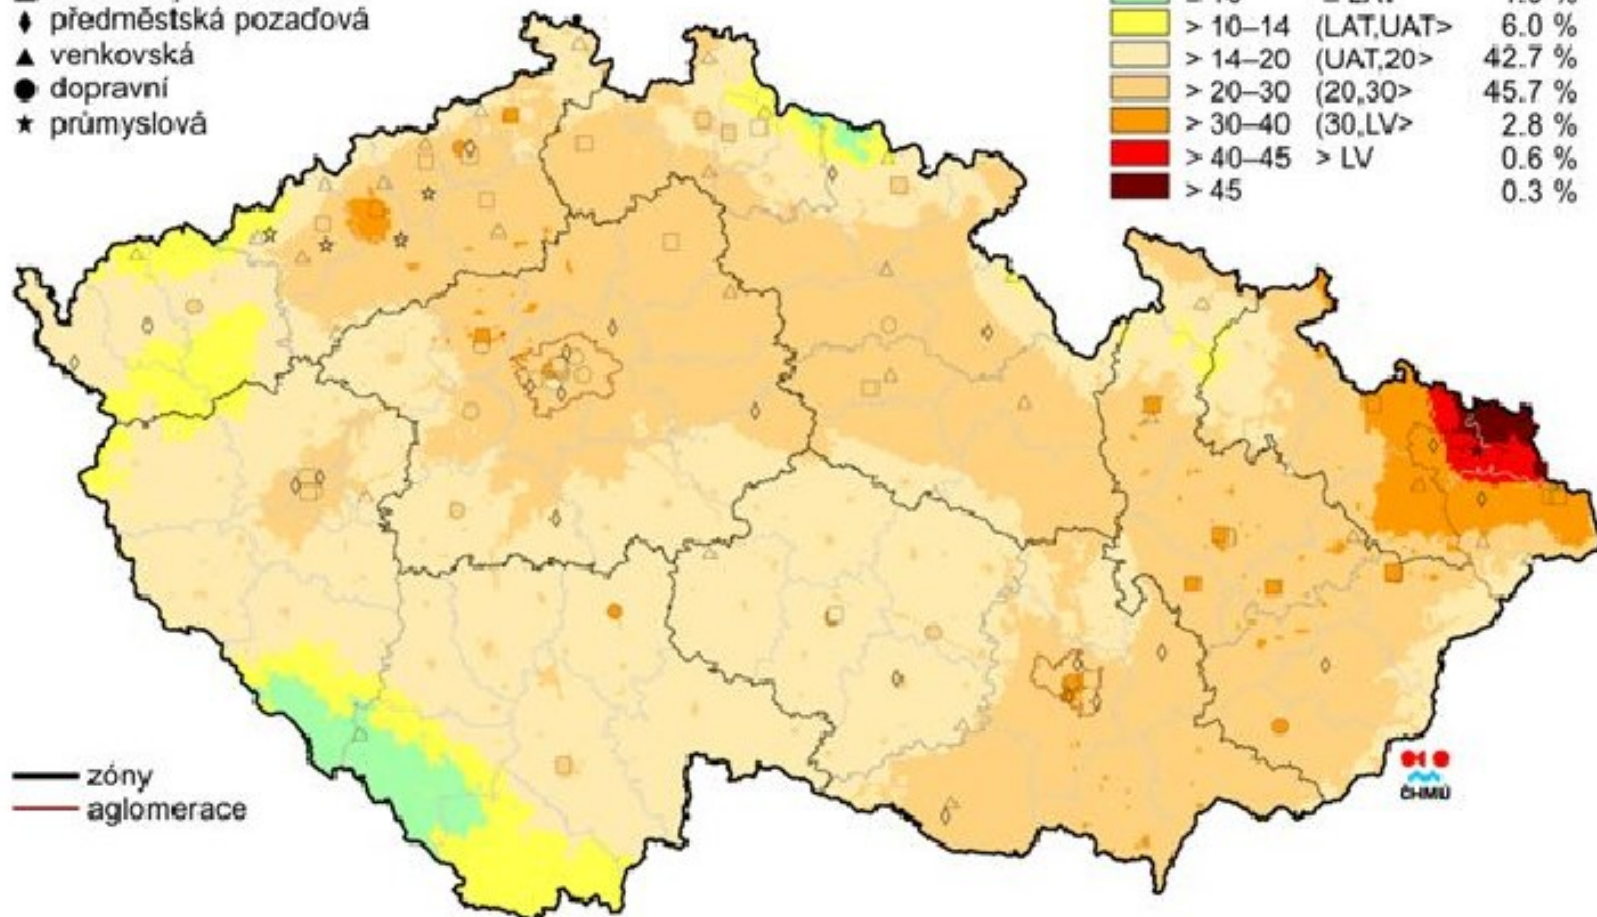 předměstská pozaďová
venkovská
dopravní
průmyslová
> 10–14 (LAT,UAT> 6.0 %
> 14–20 (UAT,20> 42.7 %
> 20–30 (20,30> 45.7 %
> 30–40 (30,LV> 2.8 %
> 40–45 > LV 0.6 %
> 45 0.3 %
zóny
aglomerace
ČHMÚ